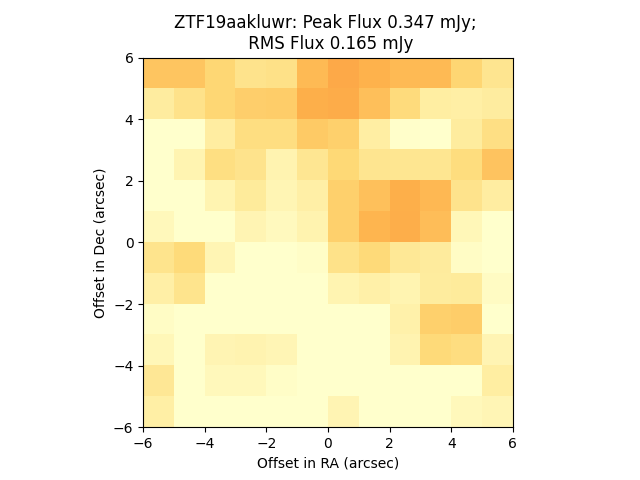 ZTF19aakluwr: Peak Flux 0.347 mJy;
RMS Flux 0.165 mJy
6
4
2
0
−2
−4
−6
Offset in Dec (arcsec)
−6 −4 −2 0 2 4 6
Offset in RA (arcsec)